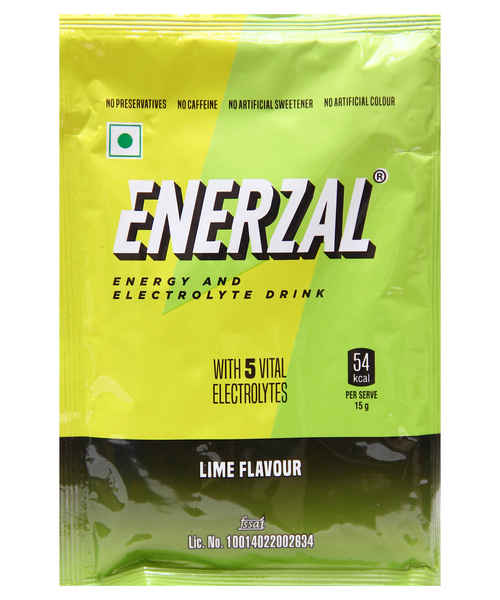 NO PRESERVATIVES NO CAFFEINE NO ARTIFICIAL SWEETENER NO ARTIFICIAL COLOUR
ENERZAL®
ENERGY AND
ELECTROLYTE DRINK
WITH 5 VITAL
ELECTROLYTES
54
kcal
PER SERVE
15 g
LIME FLAVOUR
fssai
Lic. No. 10014022002634